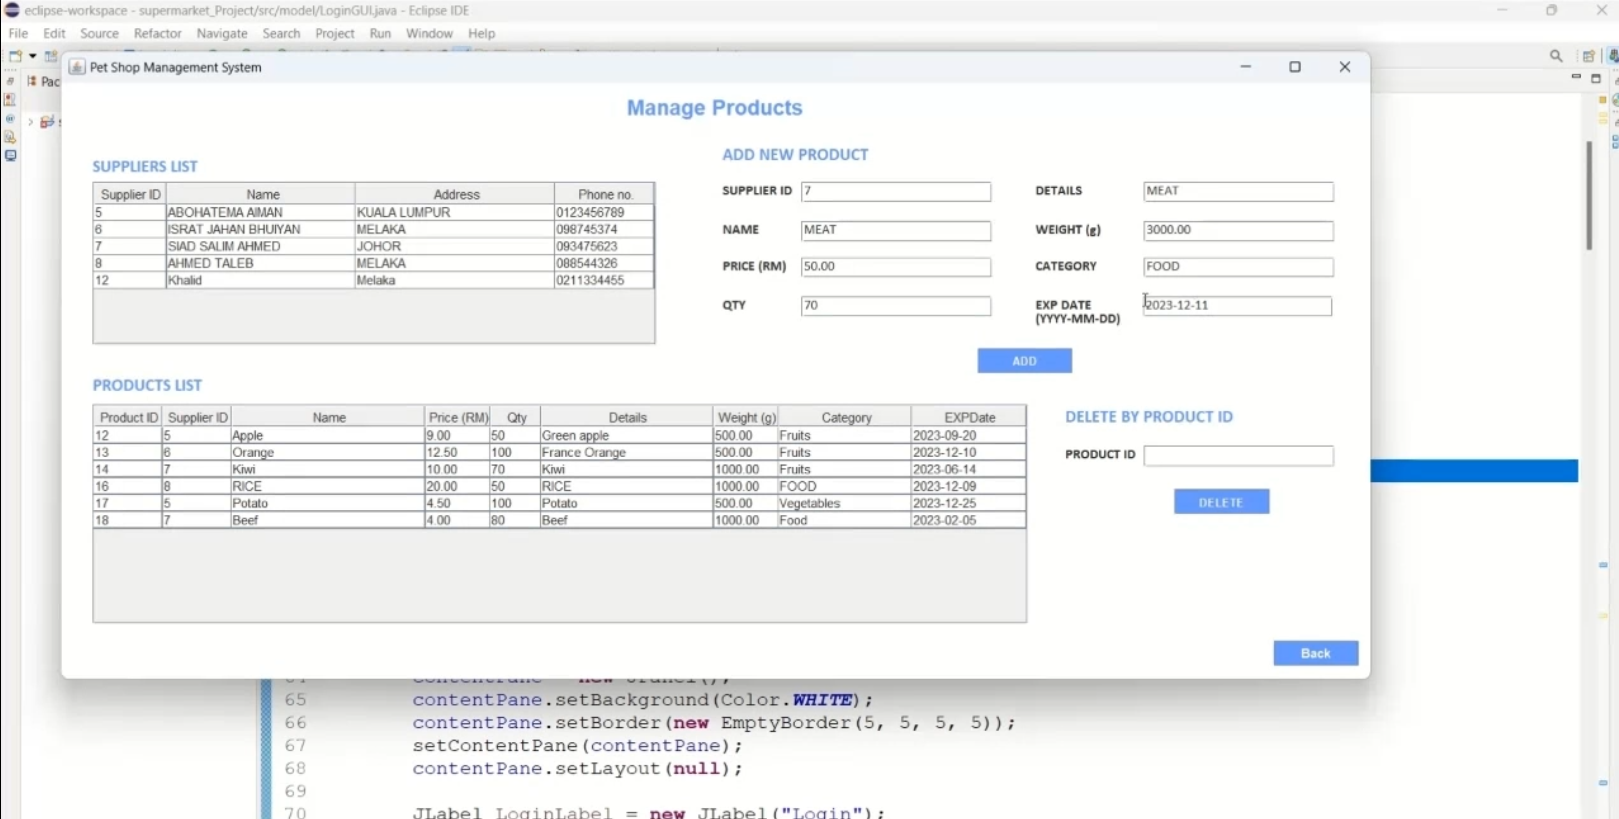 eclipse-workspace - supermarket_Project/src/model/LoginGUI.java - Eclipse IDE
File Edit Source Refactor Navigate Search Project Run Window Help
Pac
Pet Shop Management System
Manage Products
SUPPLIERS LIST
Supplier ID Name Address Phone no.
5 ABOHATEMA AIMAN KUALA LUMPUR 0123456789
6 ISRAT JAHAN BHUIYAN MELAKA 098745374
7 SIAD SALIM AHMED JOHOR 093475623
8 AHMED TALEB MELAKA 088544326
12 Khalid Melaka 0211334455
ADD NEW PRODUCT
SUPPLIER ID 7 DETAILS MEAT
NAME MEAT WEIGHT (g) 3000.00
PRICE (RM) 50.00 CATEGORY FOOD
QTY 70 EXP DATE 2023-12-11
(YYYY-MM-DD)
ADD
PRODUCTS LIST
Product ID Supplier ID Name Price (RM) Qty Details Weight (g) Category EXPDate
12 5 Apple 9.00 50 Green apple 500.00 Fruits 2023-09-20
13 6 Orange 12.50 100 France Orange 500.00 Fruits 2023-12-10
14 7 Kiwi 10.00 70 Kiwi 1000.00 Fruits 2023-06-14
16 8 RICE 20.00 50 RICE 1000.00 FOOD 2023-12-09
17 5 Potato 4.50 100 Potato 500.00 Vegetables 2023-12-25
18 7 Beef 4.00 80 Beef 1000.00 Food 2023-02-05
DELETE BY PRODUCT ID
PRODUCT ID
DELETE
Back
65 contentPane.setBackground(Color.WHITE);
66 contentPane.setBorder(new EmptyBorder(5, 5, 5, 5));
67 setContentPane(contentPane);
68 contentPane.setLayout(null);
69
70 JLabel LoginLabel = new JLabel("Login");